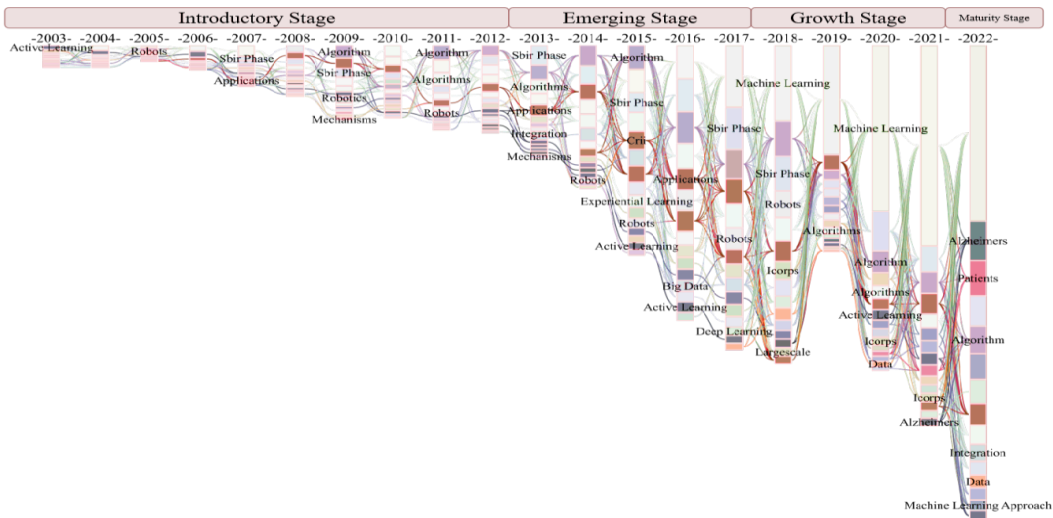 Introductory Stage Emerging Stage Growth Stage Maturity Stage
-2003- -2004- -2005- -2006- -2007- -2008- -2009- -2010- -2011- -2012- -2013- -2014- -2015- -2016- -2017- -2018- -2019- -2020- -2021- -2022-
Active Learning
Robots
Sbir Phase
Applications
Algorithm
Sbir Phase
Robotics
Mechanisms
Algorithm
Algorithms
Robots
Sbir Phase
Algorithms
Applications
Integration
Mechanisms
Robots
Algorithm
Sbir Phase
Experiential Learning
Robots
Active Learning
Applications
Big Data
Active Learning
Sbir Phase
Robots
Deep Learning
Machine Learning
Sbir Phase
Robots
Icorps
Largescale
Algorithms
Machine Learning
Algorithm
Algorithms
Active Learning
Icorps
Data
Icorps
Alzheimers
Alzheimers
Patients
Algorithm
Integration
Data
Machine Learning Approach